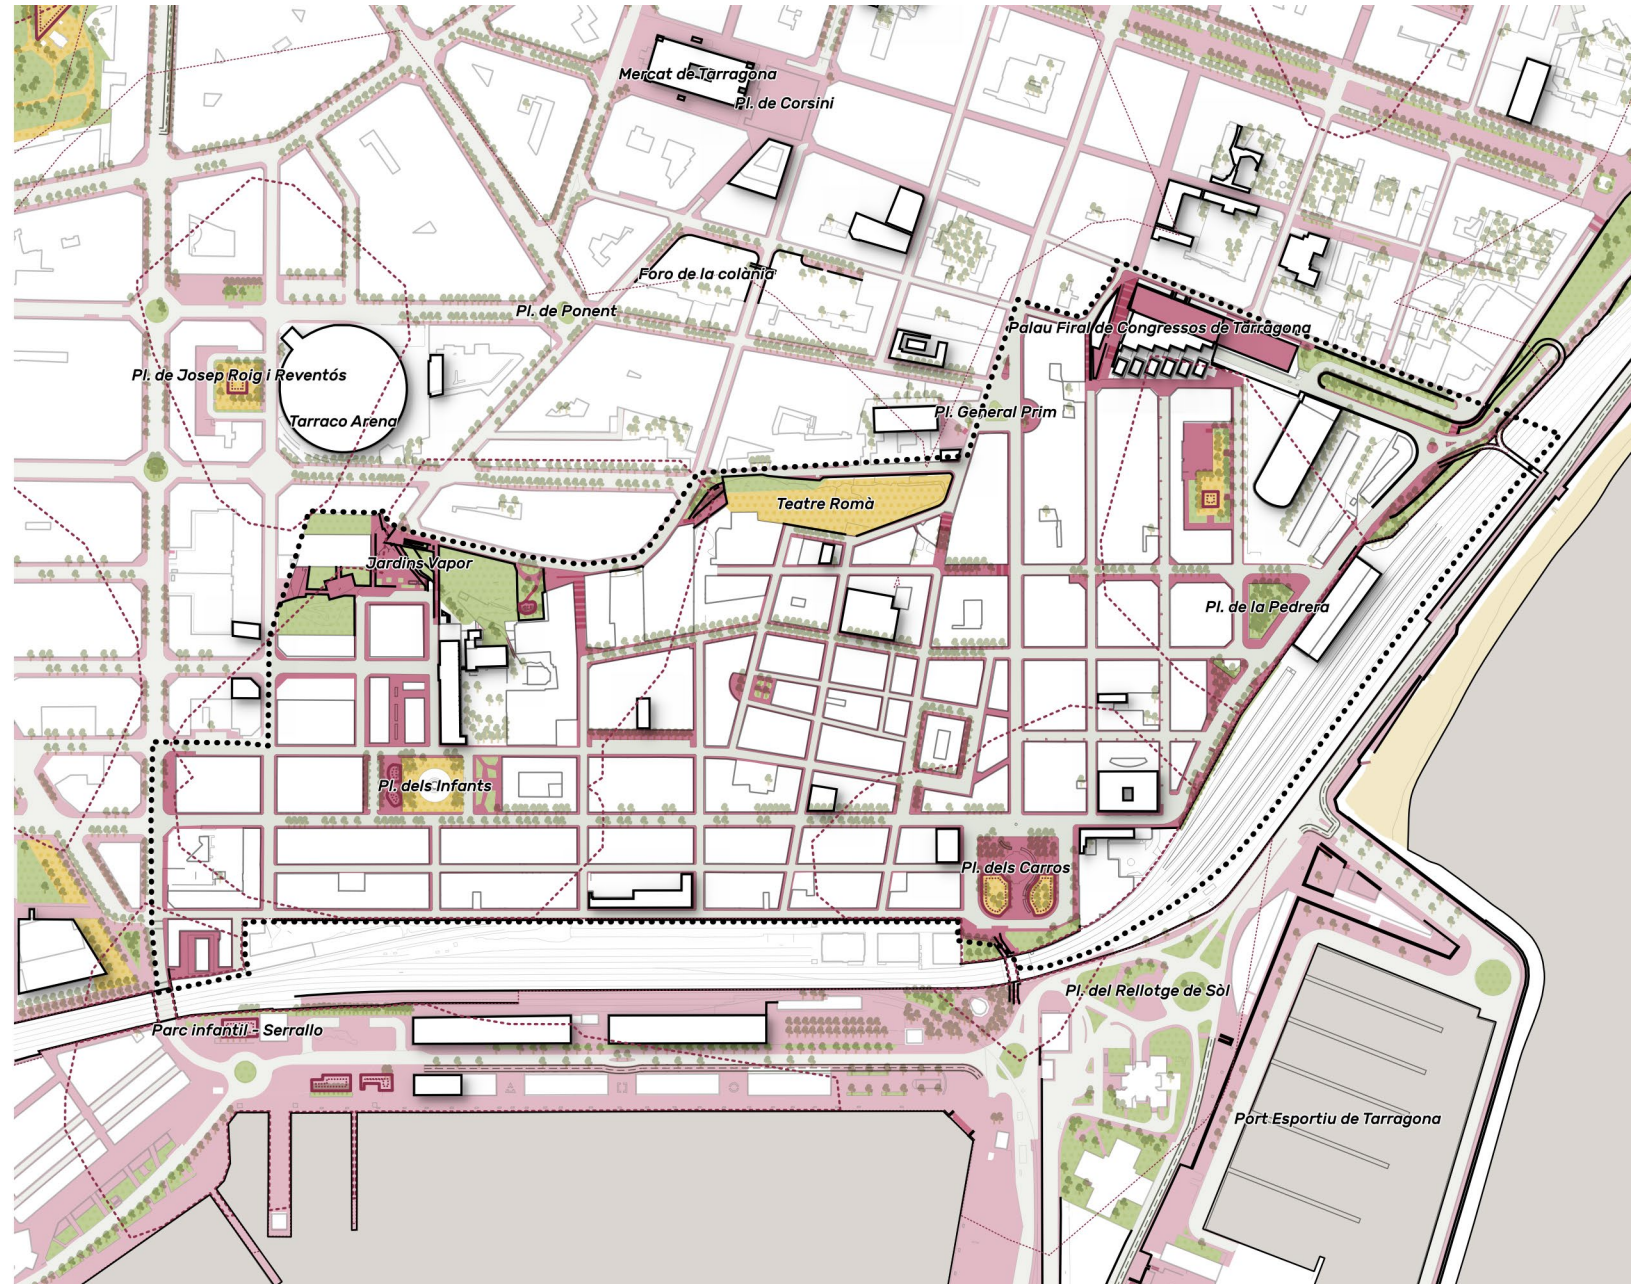 Mercat de Tarragona
Pl. de Corsini
Foro de la colània
Pl. de Ponent
Palau Firal de Congressos de Tarragona
Pl. de Josep Roig i Reventós
Tarraco Arena
Pl. General Prim
Teatre Romà
Jardins Vapor
Pl. de la Pedrera
Pl. dels Infants
Pl. dels Carros
Pl. del Rellotge de Sòl
Parc infantil - Serrallo
Port Esportiu de Tarragona